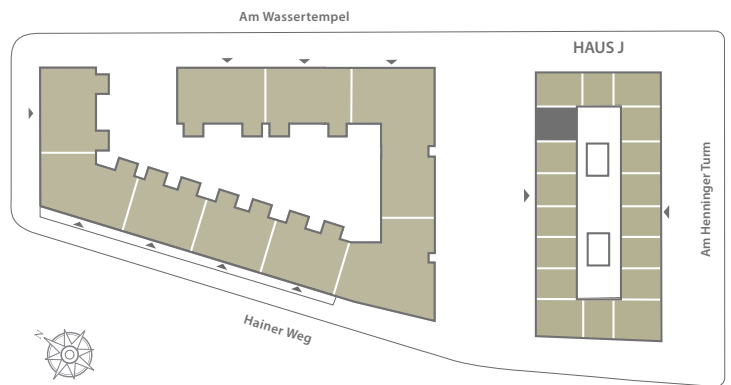 Am Wassertempel
HAUS J
Am Henninger Turm
Hainer Weg
N